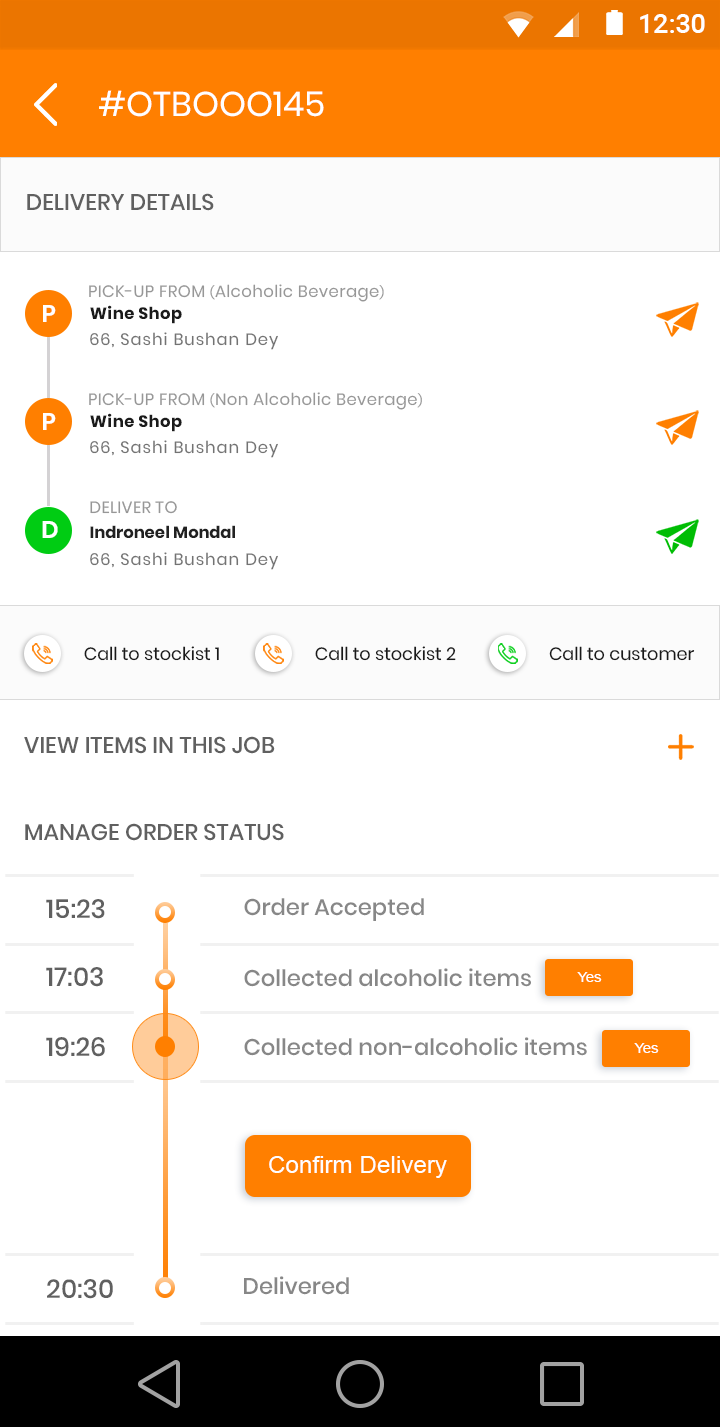 12:30
#OTBOOO145
DELIVERY DETAILS
P
PICK-UP FROM (Alcoholic Beverage)
Wine Shop
66, Sashi Bushan Dey
P
PICK-UP FROM (Non Alcoholic Beverage)
Wine Shop
66, Sashi Bushan Dey
D
DELIVER TO
Indroneel Mondal
66, Sashi Bushan Dey
Call to stockist 1
Call to stockist 2
Call to customer
VIEW ITEMS IN THIS JOB
MANAGE ORDER STATUS
15:23 Order Accepted
17:03 Collected alcoholic items Yes
19:26 Collected non-alcoholic items Yes
Confirm Delivery
20:30 Delivered